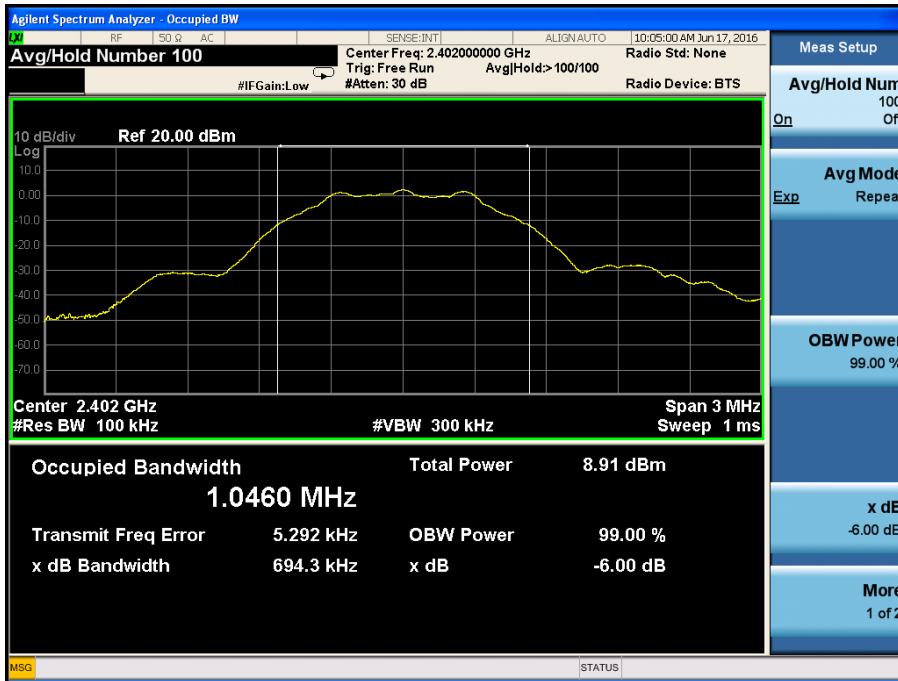 Agilent Spectrum Analyzer - Occupied BW
LXI RF 50 Ω AC SENSE:INT ALIGN AUTO 10:05:00 AM Jun 17, 2016
Avg/Hold Number 100
Center Freq: 2.402000000 GHz Radio Std: None
Trig: Free Run Avg|Hold:> 100/100
#IFGain:Low #Atten: 30 dB Radio Device: BTS
10 dB/div Ref 20.00 dBm
Log
10.0
0.00
-10.0
-20.0
-30.0
-40.0
-50.0
-60.0
-70.0
Center 2.402 GHz Span 3 MHz
#Res BW 100 kHz #VBW 300 kHz Sweep 1 ms
Occupied Bandwidth Total Power 8.91 dBm
1.0460 MHz
Transmit Freq Error 5.292 kHz OBW Power 99.00 %
x dB Bandwidth 694.3 kHz x dB -6.00 dB
MSG STATUS
Meas Setup
Avg/Hold Num
100
On Of
Avg Mode
Exp Repea
OBW Power
99.00 %
x dB
-6.00 dB
More
1 of 2